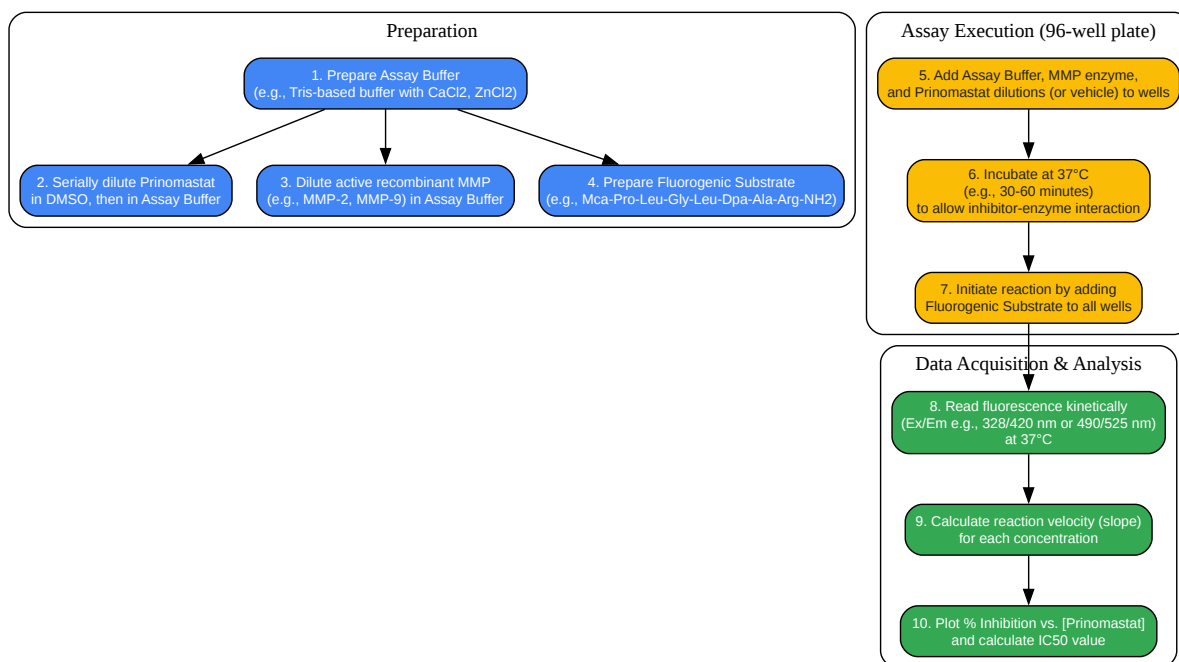 Preparation
1. Prepare Assay Buffer
(e.g., Tris-based buffer with CaCl2, ZnCl2)
2. Serially dilute Prinomastat
in DMSO, then in Assay Buffer
3. Dilute active recombinant MMP
(e.g., MMP-2, MMP-9) in Assay Buffer
4. Prepare Fluorogenic Substrate
(e.g., Mca-Pro-Leu-Gly-Leu-Dpa-Ala-Arg-NH2)
Assay Execution (96-well plate)
5. Add Assay Buffer, MMP enzyme,
and Prinomastat dilutions (or vehicle) to wells
6. Incubate at 37°C
(e.g., 30-60 minutes)
to allow inhibitor-enzyme interaction
7. Initiate reaction by adding
Fluorogenic Substrate to all wells
Data Acquisition & Analysis
8. Read fluorescence kinetically
(Ex/Em e.g., 328/420 nm or 490/525 nm)
at 37°C
9. Calculate reaction velocity (slope)
for each concentration
10. Plot % Inhibition vs. [Prinomastat]
and calculate IC50 value